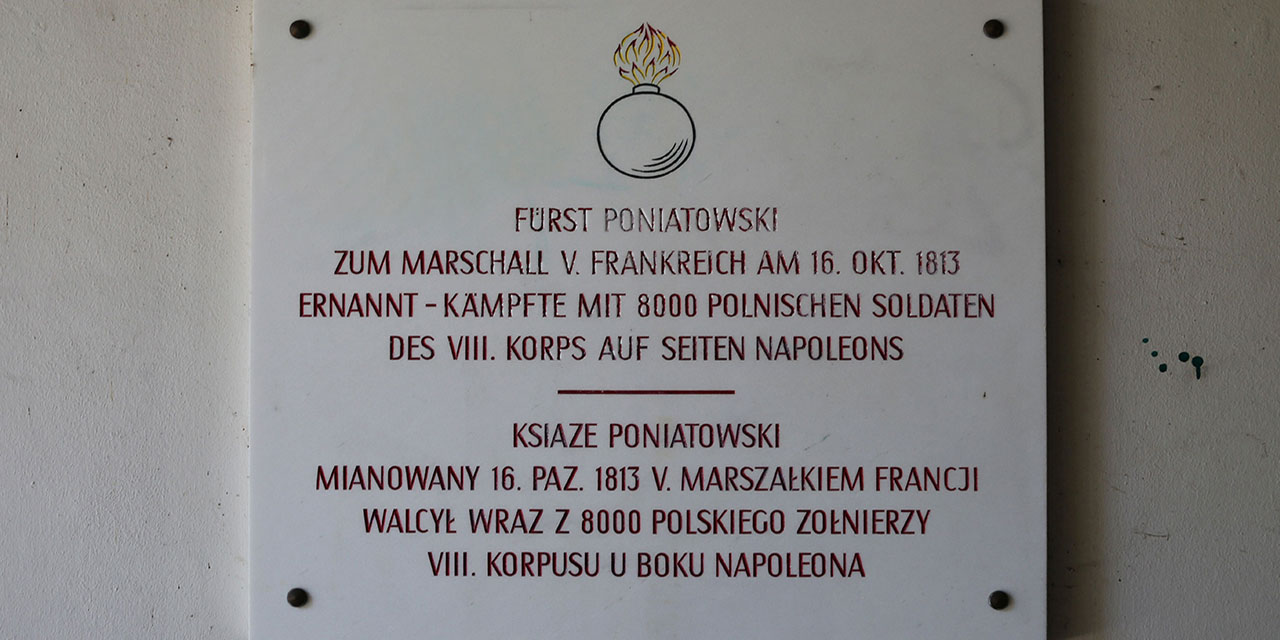 FÜRST PONIATOWSKI
ZUM MARSCHALL V. FRANKREICH AM 16. OKT. 1813
ERNANNT - KÄMPFTE MIT 8000 POLNISCHEN SOLDATEN
DES VIII. KORPS AUF SEITEN NAPOLEONS
KSIAZE PONIATOWSKI
MIANOWANY 16. PAZ. 1813 V. MARSZAŁKIEM FRANCJI
WALCYŁ WRAZ Z 8000 POLSKIEGO ZOŁNIERZY
VIII. KORPUSU U BOKU NAPOLEONA